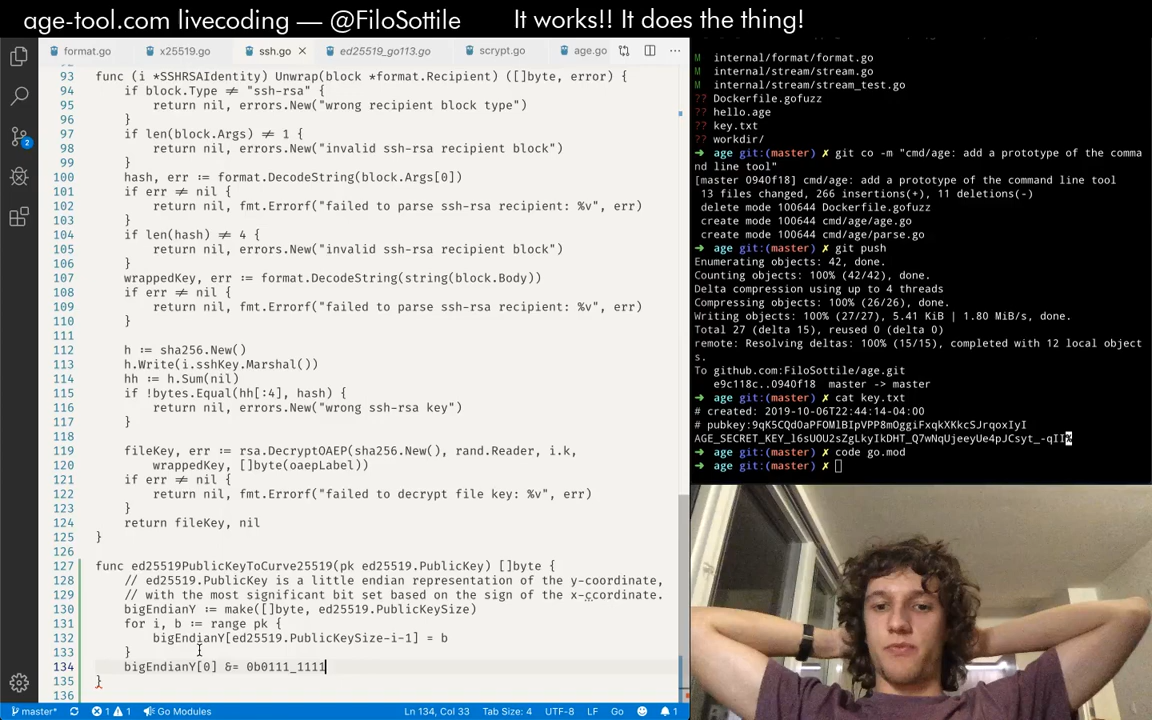 age-tool.com livecoding — @FiloSottile
It works!! It does the thing!
format.go
x25519.go
ssh.go
ed25519_go113.go
scrypt.go
age.go
93 func (i *SSHRSAIdentity) Unwrap(block *format.Recipient) ([]byte, error) {
94 if block.Type ≠ "ssh-rsa" {
95 return nil, errors.New("wrong recipient block type")
96 }
97 if len(block.Args) ≠ 1 {
98 return nil, errors.New("invalid ssh-rsa recipient block")
99 }
100 hash, err := format.DecodeString(block.Args[0])
101 if err ≠ nil {
102 return nil, fmt.Errorf("failed to parse ssh-rsa recipient: %v", err)
103 }
104 if len(hash) ≠ 4 {
105 return nil, errors.New("invalid ssh-rsa recipient block")
106 }
107 wrappedKey, err := format.DecodeString(string(block.Body))
108 if err ≠ nil {
109 return nil, fmt.Errorf("failed to parse ssh-rsa recipient: %v", err)
110 }
111
112 h := sha256.New()
113 h.Write(i.sshKey.Marshal())
114 hh := h.Sum(nil)
115 if !bytes.Equal(hh[:4], hash) {
116 return nil, errors.New("wrong ssh-rsa key")
117 }
118
119 fileKey, err := rsa.DecryptOAEP(sha256.New(), rand.Reader, i.k,
120 wrappedKey, []byte(oaepLabel))
121 if err ≠ nil {
122 return nil, fmt.Errorf("failed to decrypt file key: %v", err)
123 }
124 return fileKey, nil
125 }
126
127 func ed25519PublicKeyToCurve25519(pk ed25519.PublicKey) []byte {
128 // ed25519.PublicKey is a little endian representation of the y-coordinate,
129 // with the most significant bit set based on the sign of the x-ccordinate.
130 bigEndianY := make([]byte, ed25519.PublicKeySize)
131 for i, b := range pk {
132 bigEndianY[ed25519.PublicKeySize-i-1] = b
133 }
134 bigEndianY[0] &= 0b0111_1111
135 }
136
2
master*
1
1
Go Modules
Ln 134, Col 33
Tab Size: 4
UTF-8
LF
Go
1
M internal/format/format.go
M internal/stream/stream.go
M internal/stream/stream_test.go
?? Dockerfile.gofuzz
?? hello.age
?? key.txt
?? workdir/
➜ age git:(master) ✗ git co -m "cmd/age: add a prototype of the comma
nd line tool"
[master 0940f18] cmd/age: add a prototype of the command line tool
13 files changed, 266 insertions(+), 11 deletions(-)
delete mode 100644 Dockerfile.gofuzz
create mode 100644 cmd/age/age.go
create mode 100644 cmd/age/parse.go
➜ age git:(master) ✗ git push
Enumerating objects: 42, done.
Counting objects: 100% (42/42), done.
Delta compression using up to 4 threads
Compressing objects: 100% (26/26), done.
Writing objects: 100% (27/27), 5.41 KiB | 1.80 MiB/s, done.
Total 27 (delta 15), reused 0 (delta 0)
remote: Resolving deltas: 100% (15/15), completed with 12 local object
s.
To github.com:FiloSottile/age.git
e9c118c..0940f18 master -> master
➜ age git:(master) ✗ cat key.txt
# created: 2019-10-06T22:44:14-04:00
# pubkey:9qK5CQdOaPFOMlBIpVPP8mOggiFxqkXKkcSJrqoxIyI
AGE_SECRET_KEY_l6sUOU2sZgLkyIkDHT_Q7wNqUjeeyUe4pJCsyt_-qII%
➜ age git:(master) ✗ code go.mod
➜ age git:(master) ✗